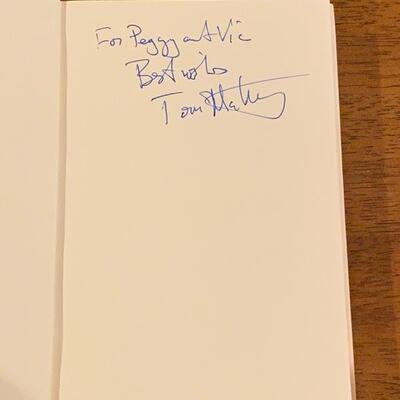 For Peggy and Vic
Best wishes
Tom